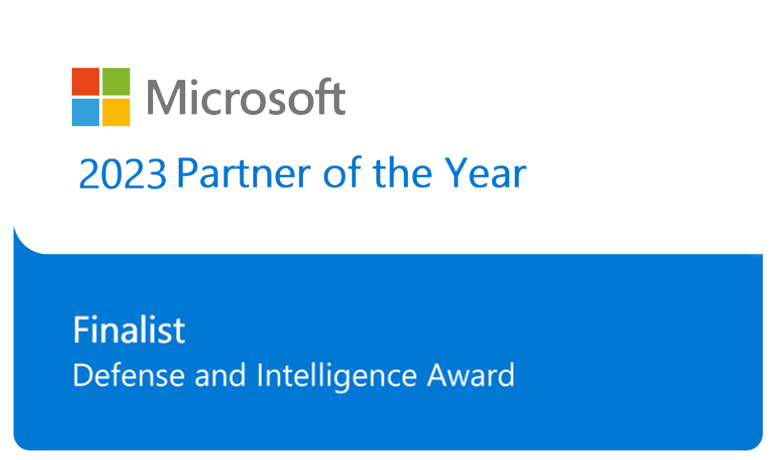 Microsoft
2023 Partner of the Year
Finalist
Defense and Intelligence Award